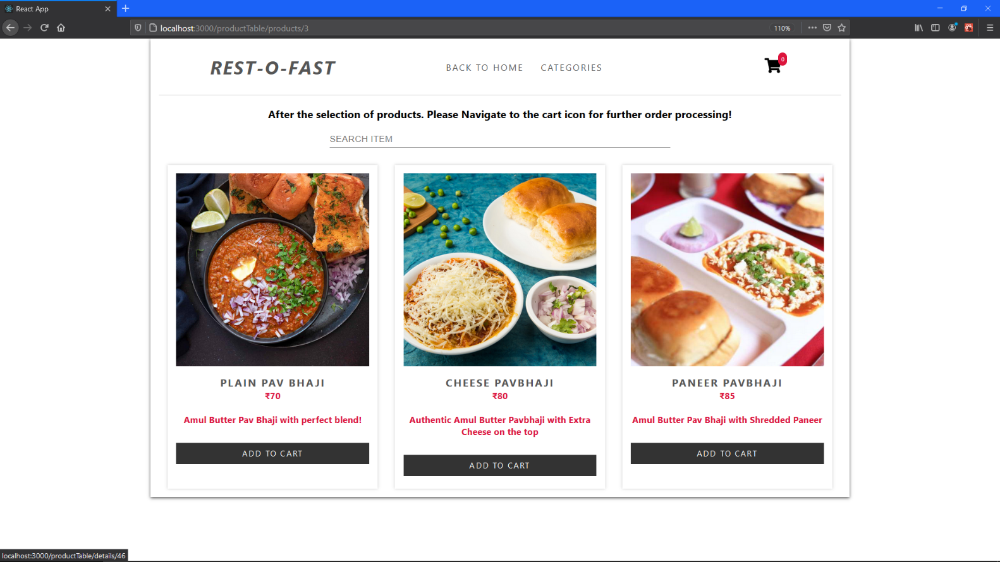 React App
localhost:3000/productTable/products/3
110%
REST-O-FAST
BACK TO HOME
CATEGORIES
0
After the selection of products. Please Navigate to the cart icon for further order processing!
SEARCH ITEM
PLAIN PAV BHAJI
₹70
Amul Butter Pav Bhaji with perfect blend!
ADD TO CART
CHEESE PAVBHAJI
₹80
Authentic Amul Butter Pavbhaji with Extra
Cheese on the top
ADD TO CART
PANEER PAVBHAJI
₹85
Amul Butter Pav Bhaji with Shredded Paneer
ADD TO CART
localhost:3000/productTable/details/46